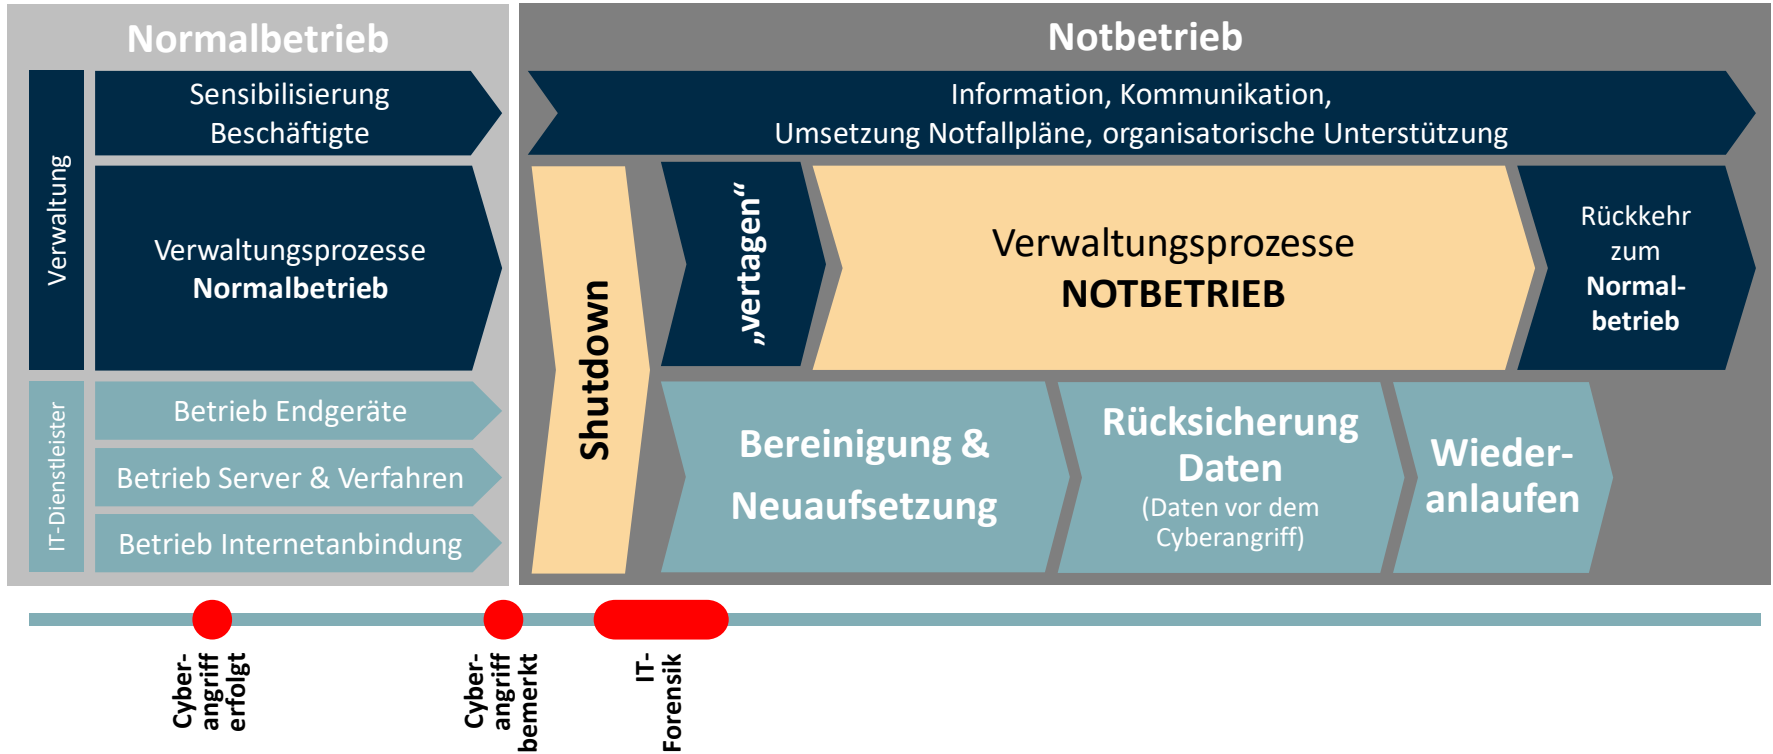 Normalbetrieb
Verwaltung
Sensibilisierung
Beschäftigte
Verwaltungsprozesse
Normalbetrieb
IT-Dienstleister
Betrieb Endgeräte
Betrieb Server & Verfahren
Betrieb Internetanbindung
Notbetrieb
Information, Kommunikation,
Umsetzung Notfallpläne, organisatorische Unterstützung
Shutdown
„vertagen“
Verwaltungsprozesse
NOTBETRIEB
Rückkehr
zum
Normal-
betrieb
Bereinigung &
Neuaufsetzung
Rücksicherung
Daten
(Daten vor dem
Cyberangriff)
Wieder-
anlaufen
Cyber-
angriff
erfolgt
Cyber-
angriff
bemerkt
IT-
Forensik